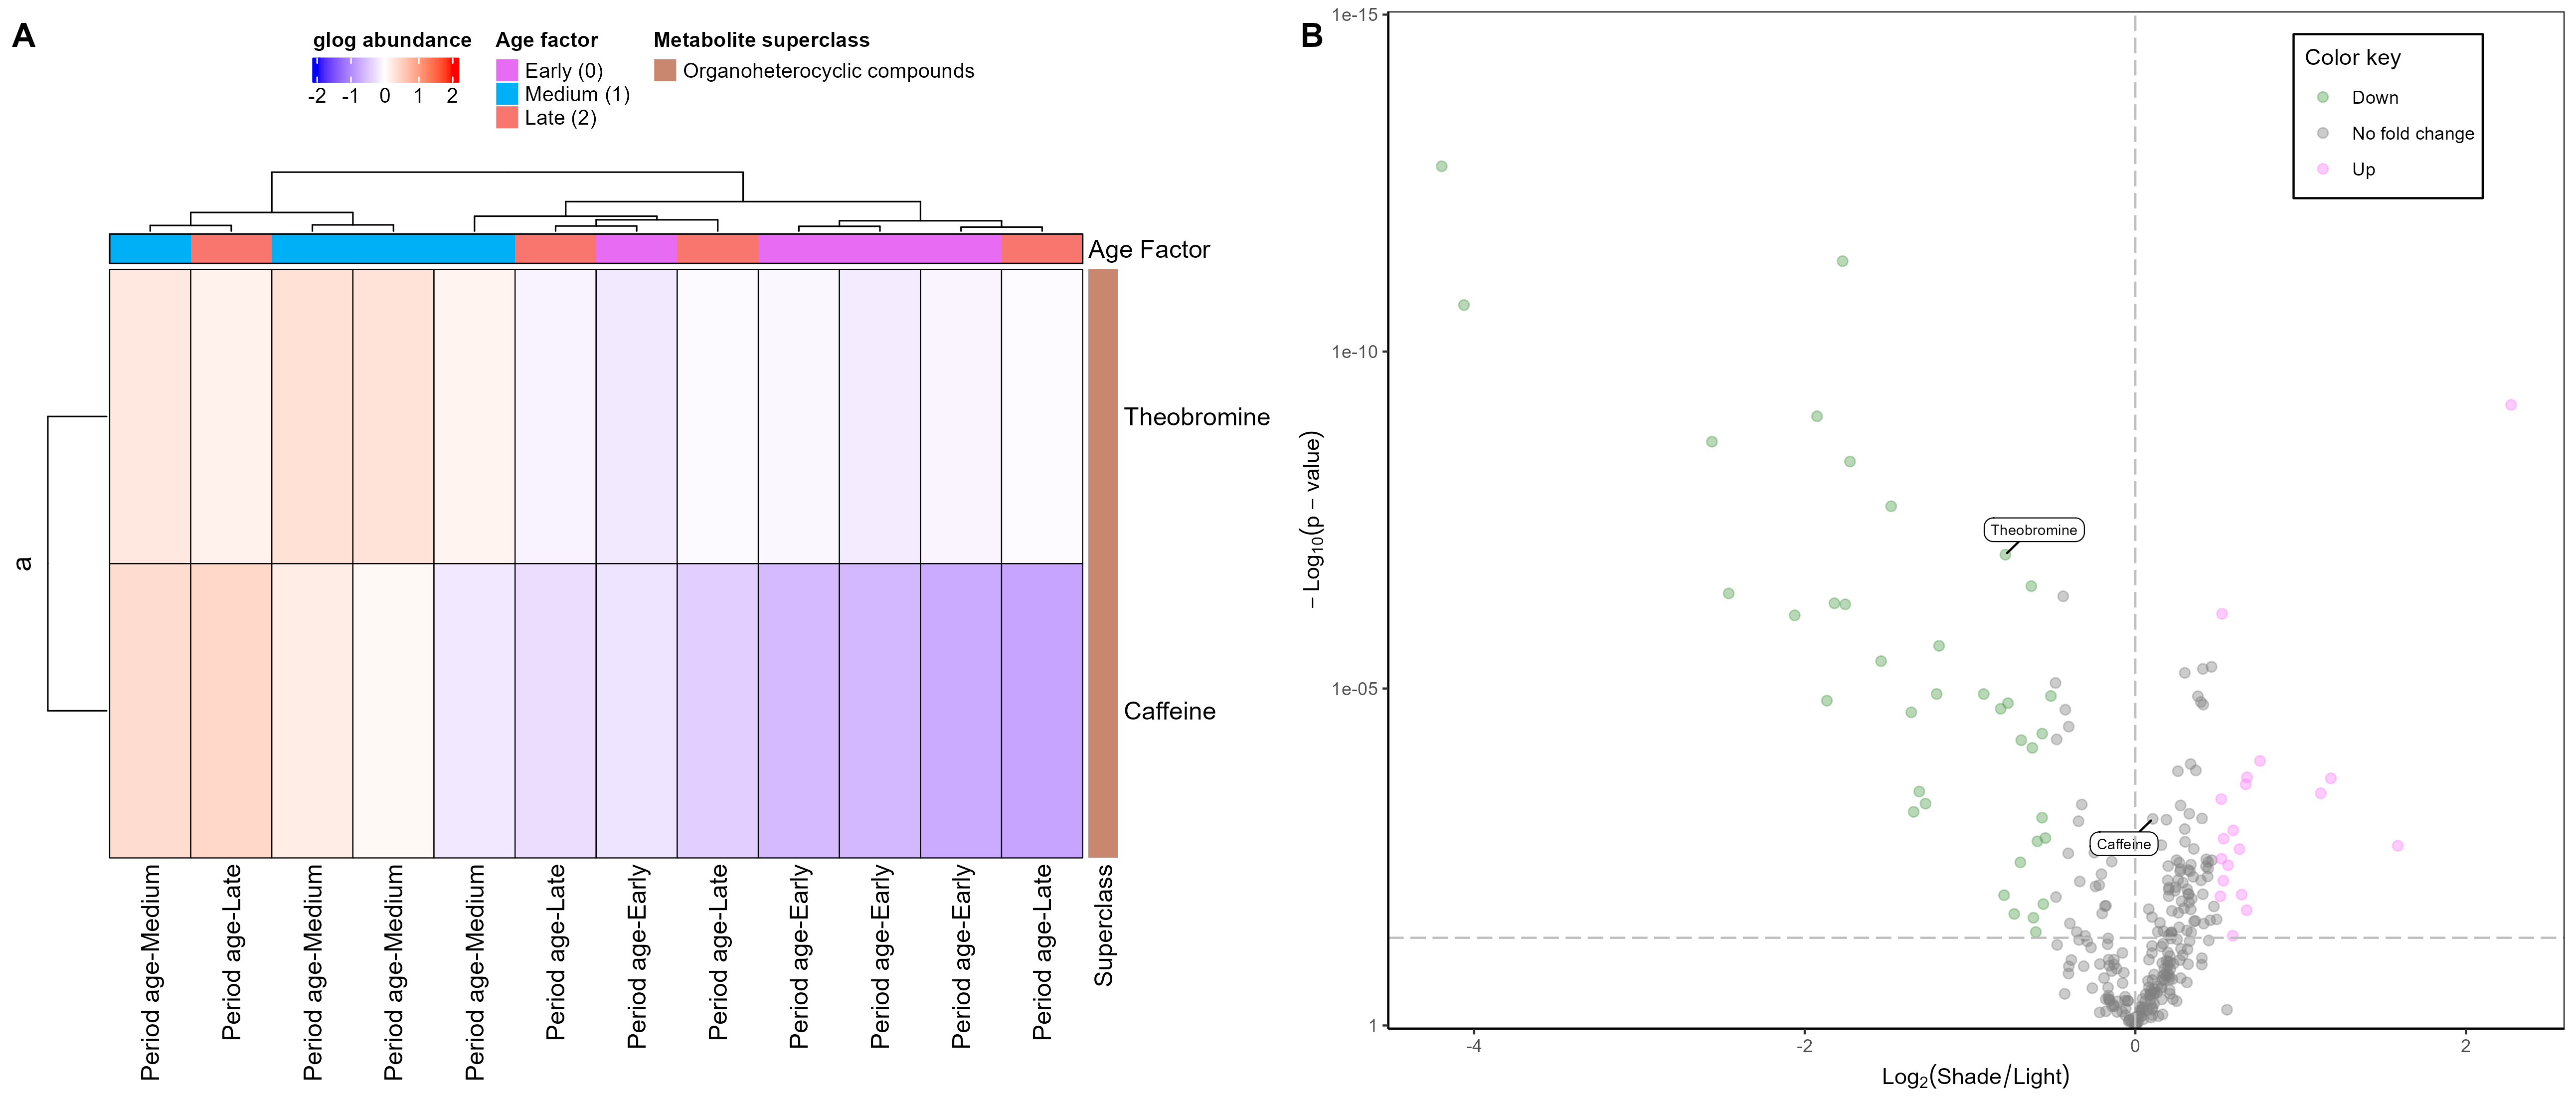 A
glog abundance
-2 -1 0 1 2
Age factor
Early (0)
Medium (1)
Late (2)
Metabolite superclass
Organoheterocyclic compounds
Age Factor
Theobromine
Caffeine
a
Period age-Medium
Period age-Late
Period age-Medium
Period age-Medium
Period age-Medium
Period age-Late
Period age-Early
Period age-Late
Period age-Early
Period age-Early
Period age-Early
Period age-Late
Superclass
B
1e-15
1e-10
1e-05
1
− Log10(p − value)
Color key
Down
No fold change
Up
Theobromine
Caffeine
-4 -2 0 2
Log2(Shade/Light)